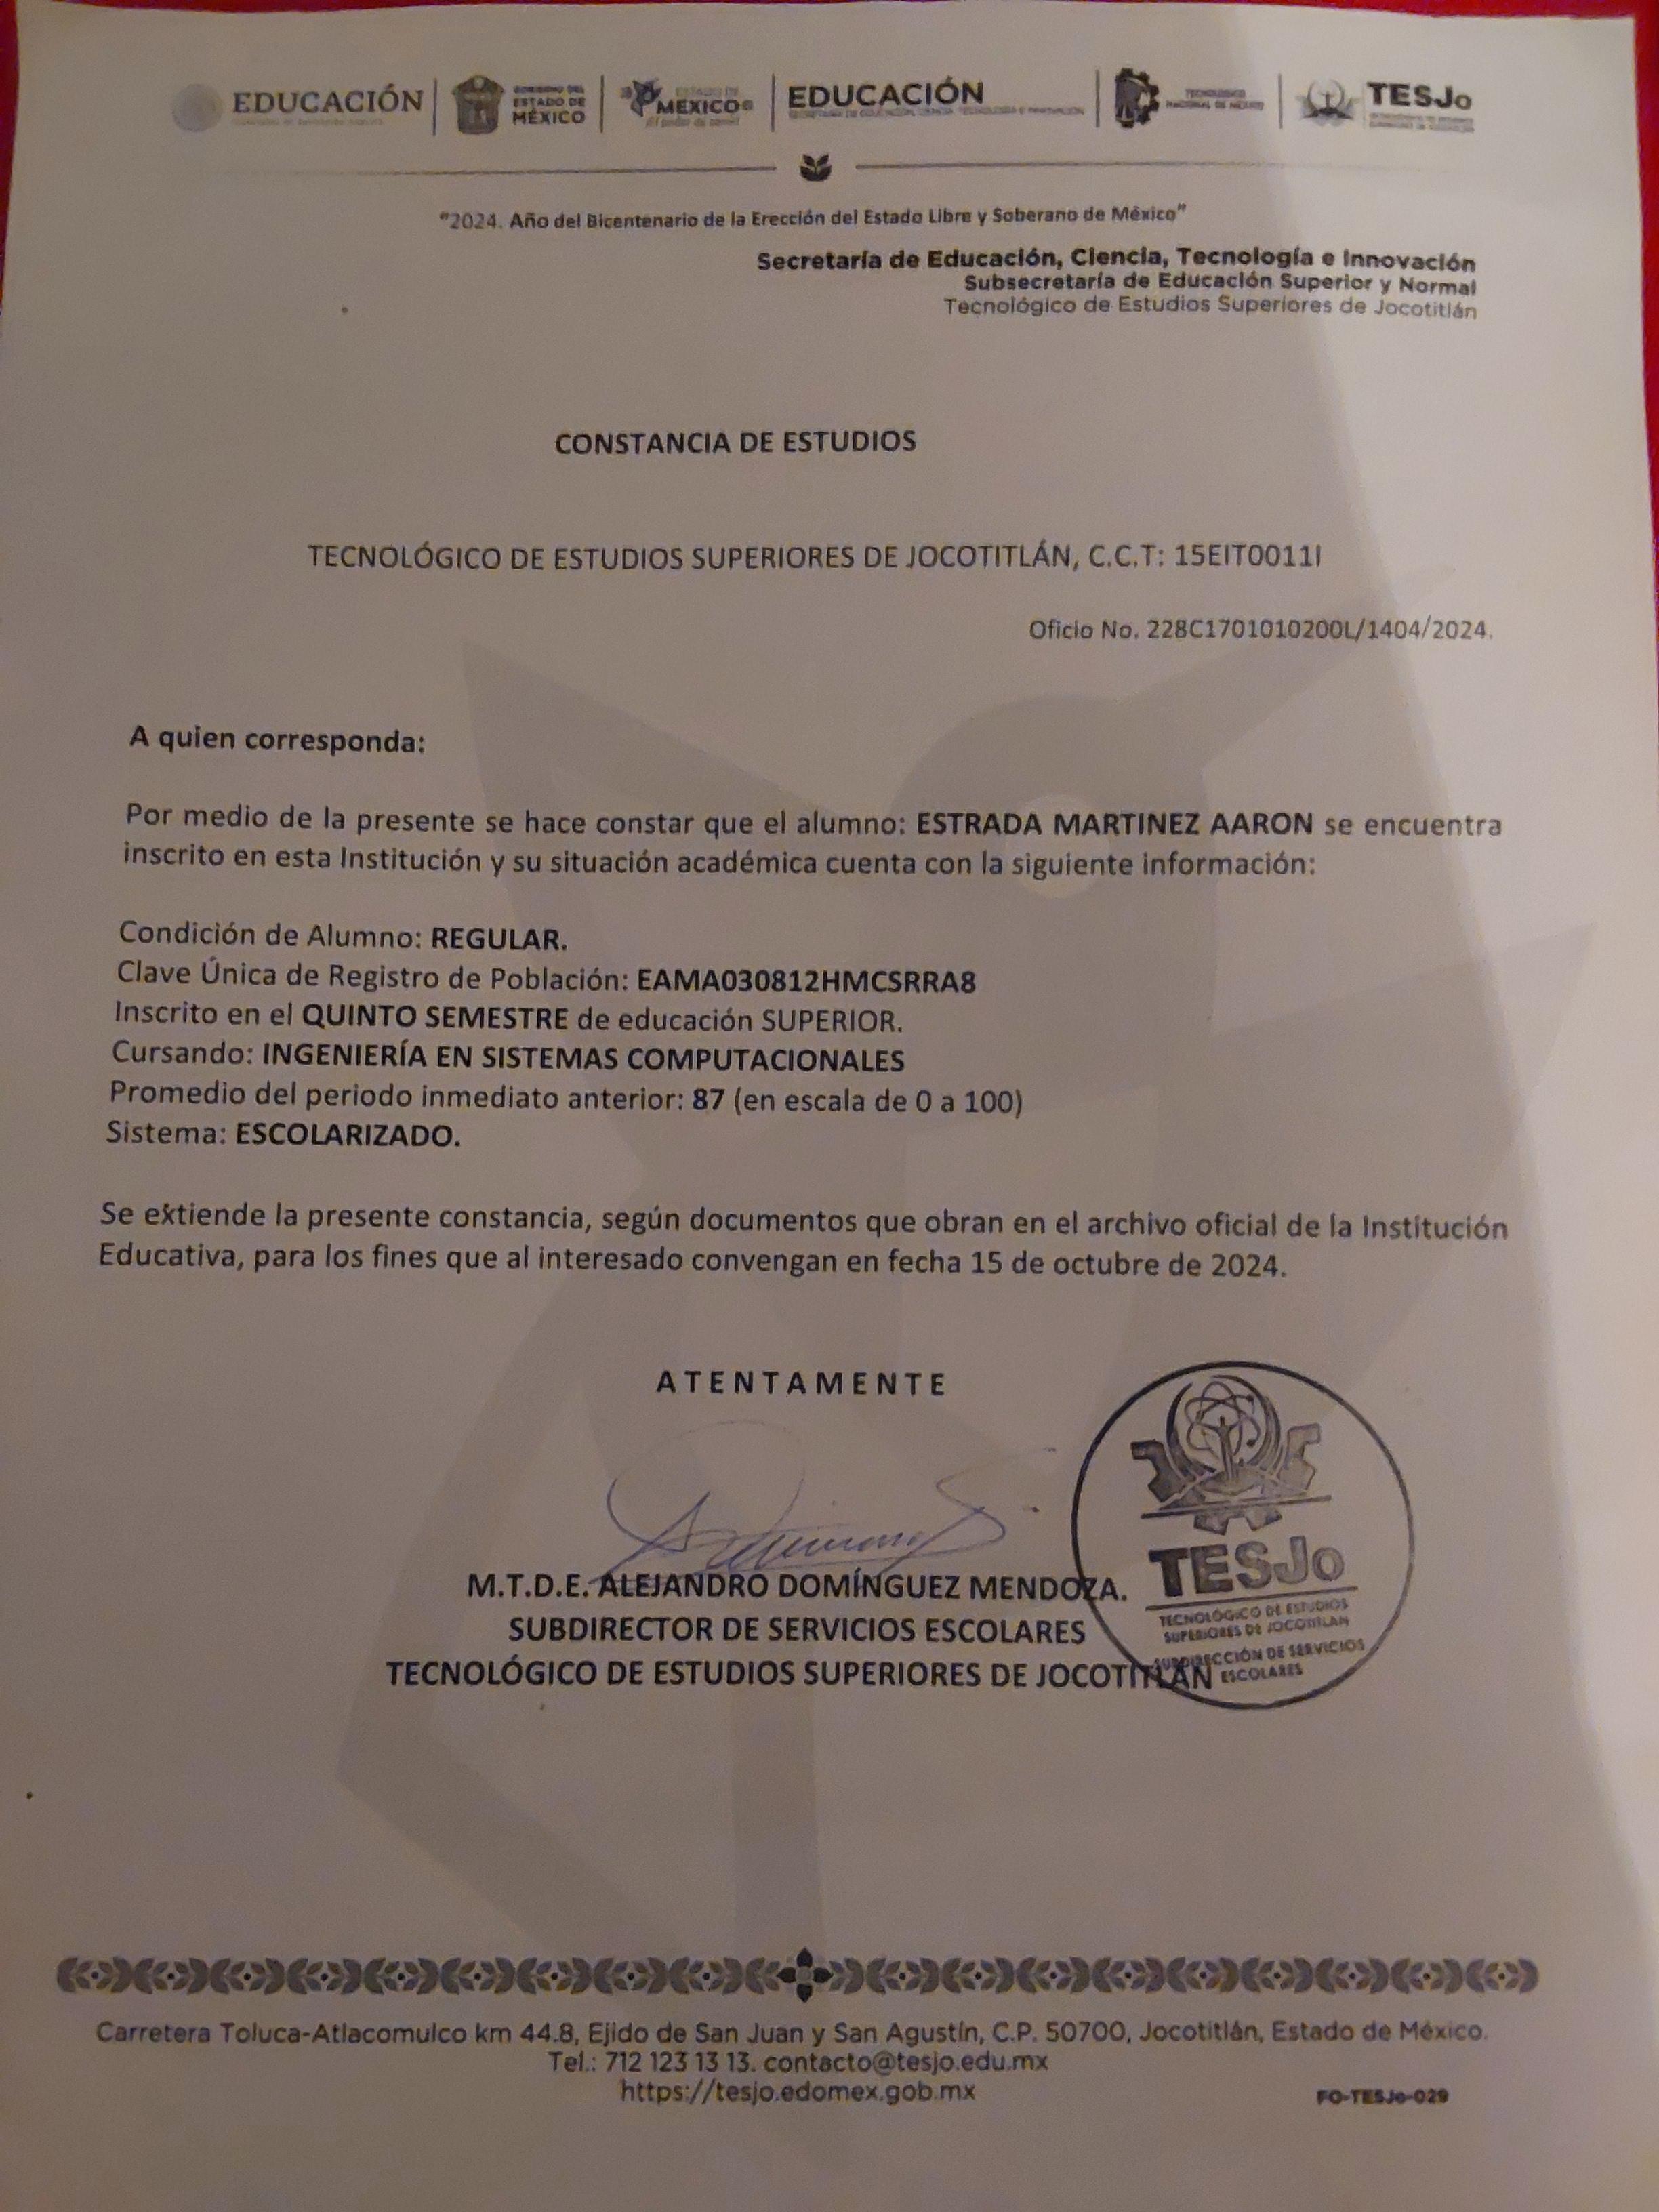 EDUCACIÓN
GOBIERNO DEL
ESTADO DE
MÉXICO
ESTADO DE
MÉXICO
¡El poder de servir!
EDUCACIÓN
SECRETARÍA DE EDUCACIÓN, CIENCIA, TECNOLOGÍA E INNOVACIÓN
TECNOLÓGICO
NACIONAL DE MÉXICO
TESJo
"2024. Año del Bicentenario de la Erección del Estado Libre y Soberano de México"
Secretaría de Educación, Ciencia, Tecnología e Innovación
Subsecretaría de Educación Superior y Normal
Tecnológico de Estudios Superiores de Jocotitlán
CONSTANCIA DE ESTUDIOS
TECNOLÓGICO DE ESTUDIOS SUPERIORES DE JOCOTITLÁN, C.C.T: 15EIT0011I
Oficio No. 228C1701010200L/1404/2024.
A quien corresponda:
Por medio de la presente se hace constar que el alumno: ESTRADA MARTINEZ AARON se encuentra
inscrito en esta Institución y su situación académica cuenta con la siguiente información:
Condición de Alumno: REGULAR.
Clave Única de Registro de Población: EAMA030812HMCSRRA8
Inscrito en el QUINTO SEMESTRE de educación SUPERIOR.
Cursando: INGENIERÍA EN SISTEMAS COMPUTACIONALES
Promedio del periodo inmediato anterior: 87 (en escala de 0 a 100)
Sistema: ESCOLARIZADO.
Se extiende la presente constancia, según documentos que obran en el archivo oficial de la Institución
Educativa, para los fines que al interesado convengan en fecha 15 de octubre de 2024.
ATENTAMENTE
M.T.D.E. ALEJANDRO DOMÍNGUEZ MENDOZA.
SUBDIRECTOR DE SERVICIOS ESCOLARES
TECNOLÓGICO DE ESTUDIOS SUPERIORES DE JOCOTITLÁN
TESJo
TECNOLÓGICO DE ESTUDIOS
SUPERIORES DE JOCOTITLÁN
SUBDIRECCIÓN DE SERVICIOS
ESCOLARES
Carretera Toluca-Atlacomulco km 44.8, Ejido de San Juan y San Agustín, C.P. 50700, Jocotitlán, Estado de México.
Tel.: 712 123 13 13. contacto@tesjo.edu.mx
https://tesjo.edomex.gob.mx
FO-TESJo-029